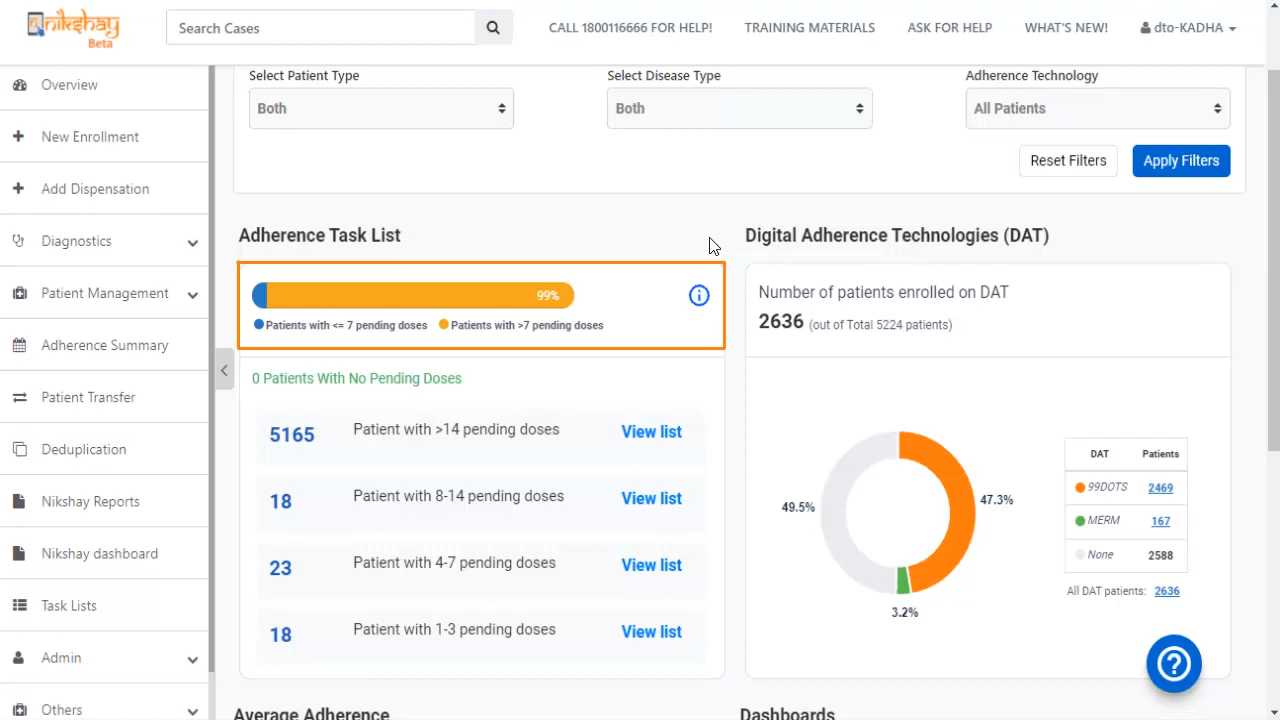 nikshay
Beta
Search Cases
CALL 1800116666 FOR HELP!
TRAINING MATERIALS
ASK FOR HELP
WHAT'S NEW!
dto-KADHA
Overview
New Enrollment
Add Dispensation
Diagnostics
Patient Management
Adherence Summary
Patient Transfer
Deduplication
Nikshay Reports
Nikshay dashboard
Task Lists
Admin
Others
Select Patient Type
Both
Select Disease Type
Both
Adherence Technology
All Patients
Reset Filters
Apply Filters
Adherence Task List
99%
Patients with <= 7 pending doses
Patients with >7 pending doses
0 Patients With No Pending Doses
5165 Patient with >14 pending doses View list
18 Patient with 8-14 pending doses View list
23 Patient with 4-7 pending doses View list
18 Patient with 1-3 pending doses View list
Digital Adherence Technologies (DAT)
Number of patients enrolled on DAT
2636 (out of Total 5224 patients)
49.5%
47.3%
3.2%
DAT Patients
99DOTS 2469
MERM 167
None 2588
All DAT patients: 2636
Average Adherence
Dashboards